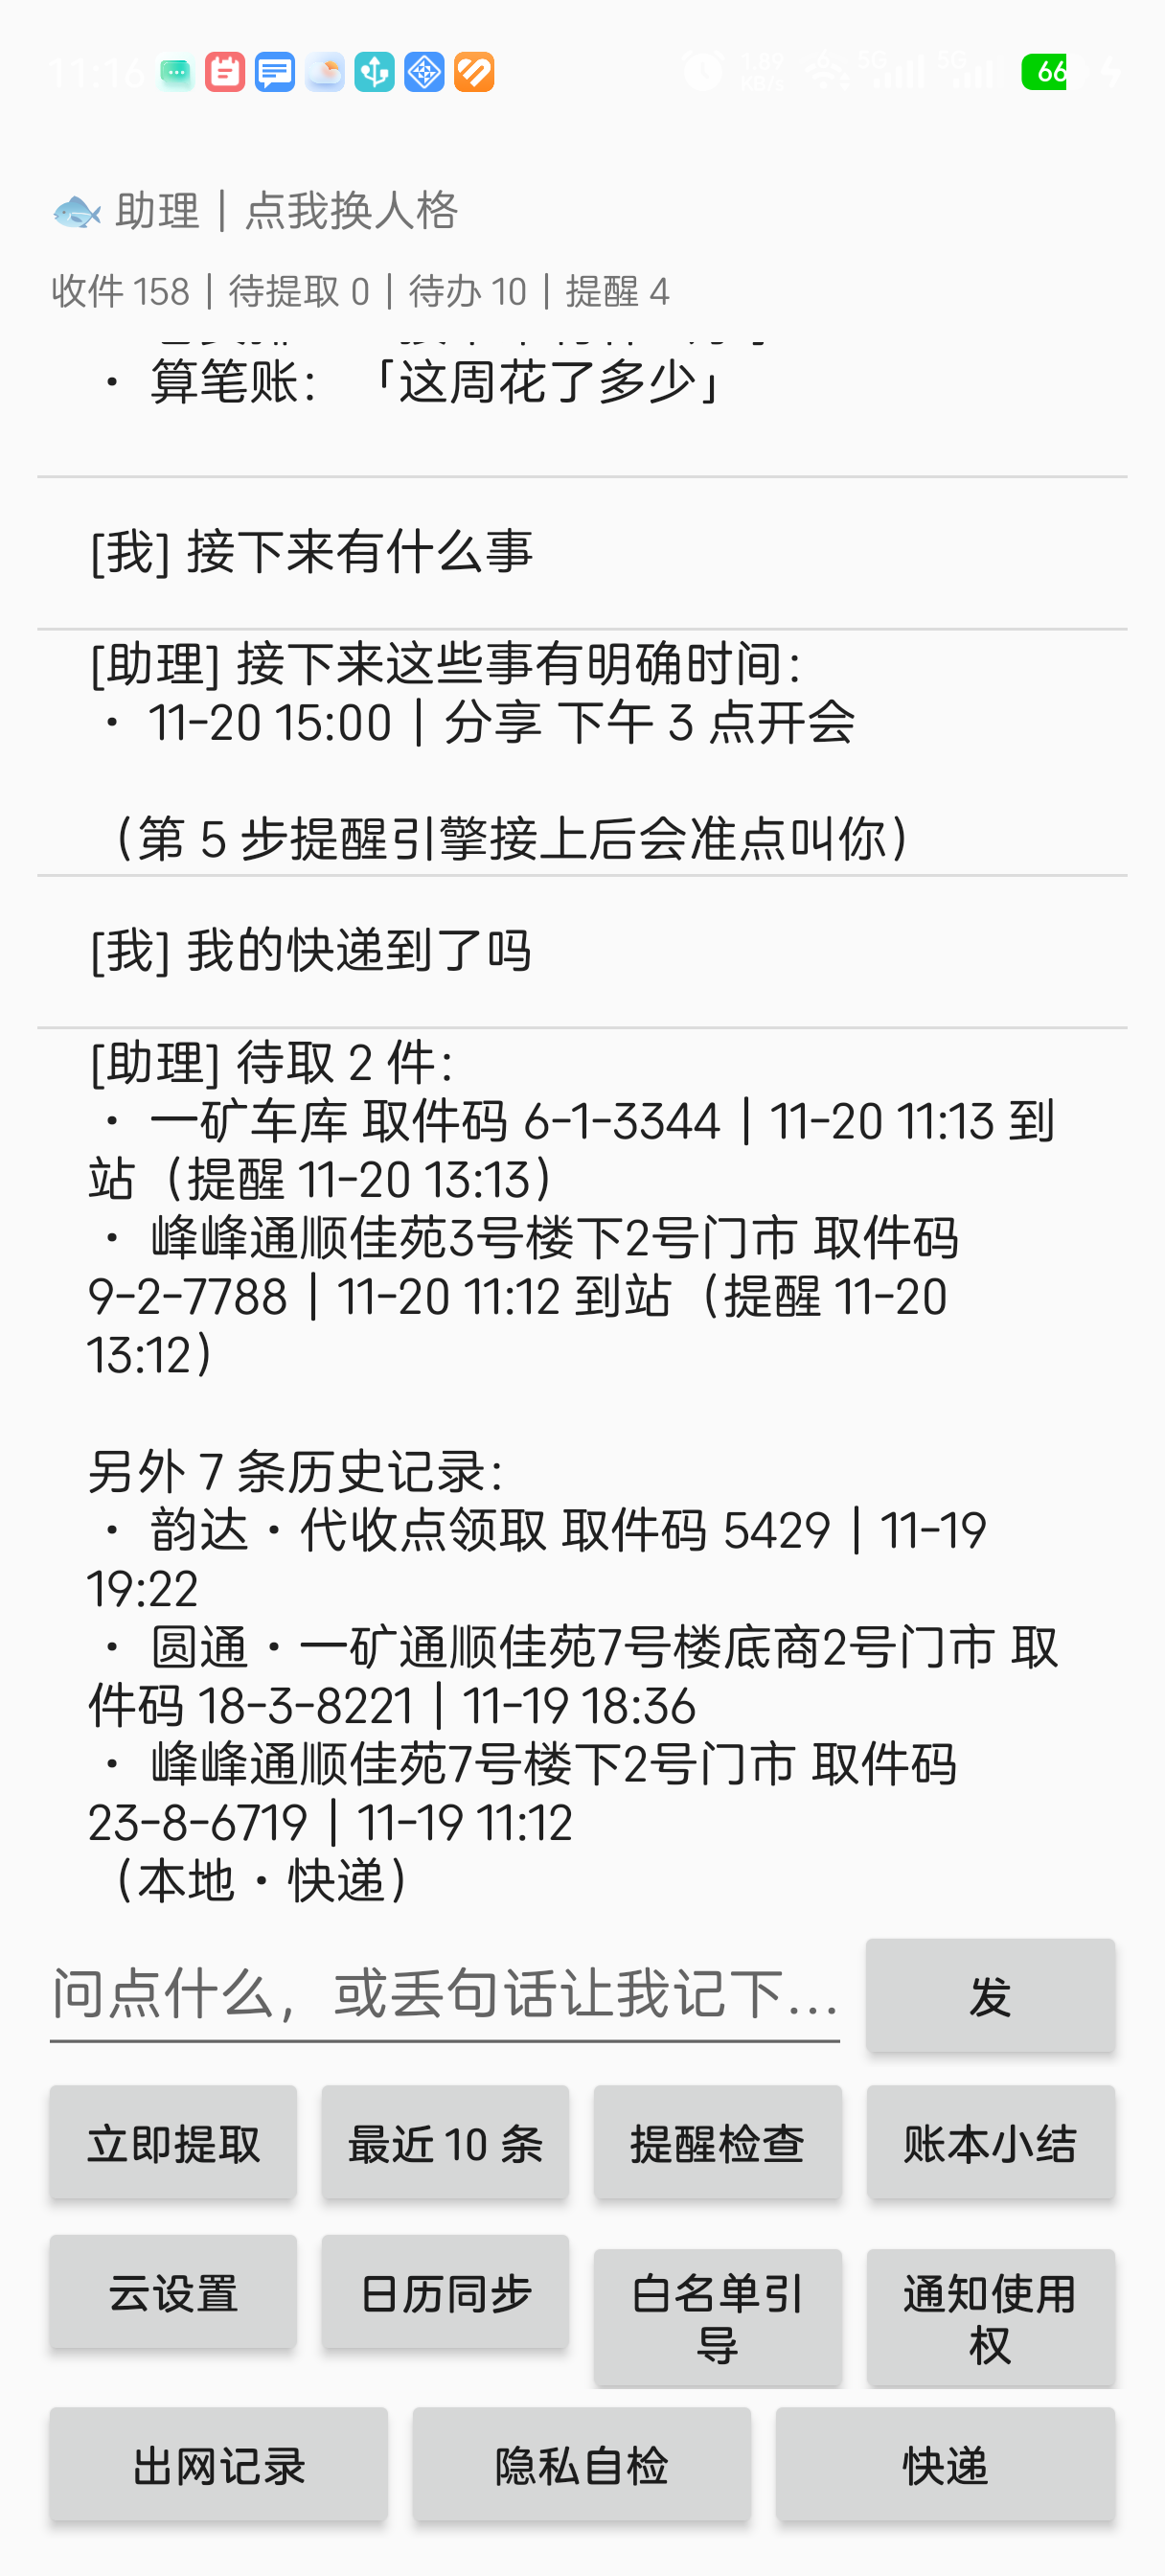 11:16
1.89
KB/s
5G
5G
66
🐟 助理 | 点我换人格
收件 158 | 待提取 0 | 待办 10 | 提醒 4
• 算笔账：「这周花了多少」
[我] 接下来有什么事
[助理] 接下来这些事有明确时间：
• 11-20 15:00 | 分享 下午 3 点开会
（第 5 步提醒引擎接上后会准点叫你）
[我] 我的快递到了吗
[助理] 待取 2 件：
• 一矿车库 取件码 6-1-3344 | 11-20 11:13 到
站（提醒 11-20 13:13）
• 峰峰通顺佳苑3号楼下2号门市 取件码
9-2-7788 | 11-20 11:12 到站（提醒 11-20
13:12）
另外 7 条历史记录：
• 韵达・代收点领取 取件码 5429 | 11-19
19:22
• 圆通・一矿通顺佳苑7号楼底商2号门市 取
件码 18-3-8221 | 11-19 18:36
• 峰峰通顺佳苑7号楼下2号门市 取件码
23-8-6719 | 11-19 11:12
（本地・快递）
问点什么，或丢句话让我记下…
发
立即提取
最近 10 条
提醒检查
账本小结
云设置
日历同步
白名单引
导
通知使用
权
出网记录
隐私自检
快递